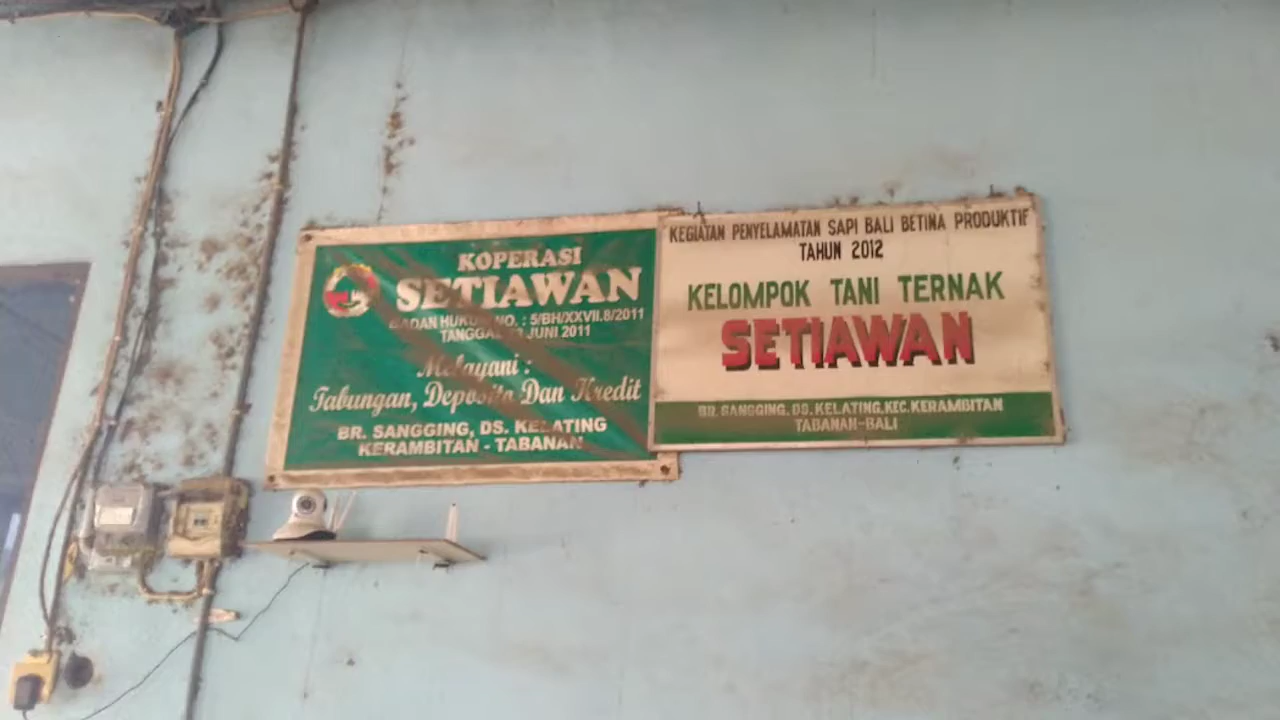 KOPERASI
SETIAWAN
BADAN HUKUM NO. : 5/BH/XXVII.8/2011
TANGGAL JUNI 2011
Melayani :
Tabungan, Deposito Dan Kredit
BR. SANGGING, DS. KELATING
KERAMBITAN - TABANAN
KEGIATAN PENYELAMATAN SAPI BALI BETINA PRODUKTIF
TAHUN 2012
KELOMPOK TANI TERNAK
SETIAWAN
BR. SANGGING, DS. KELATING, KEC. KERAMBITAN
TABANAN-BALI